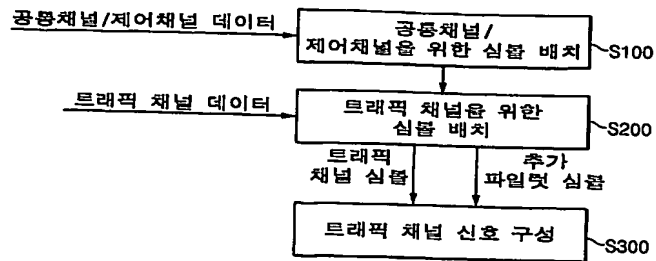 공통채널/제어채널 데이터
공통채널/
제어채널을 위한 심볼 배치
S100
트래픽 채널 데이터
트래픽 채널을 위한
심볼 배치
S200
트래픽
채널 심볼
추가
파일럿 심볼
트래픽 채널 신호 구성
S300